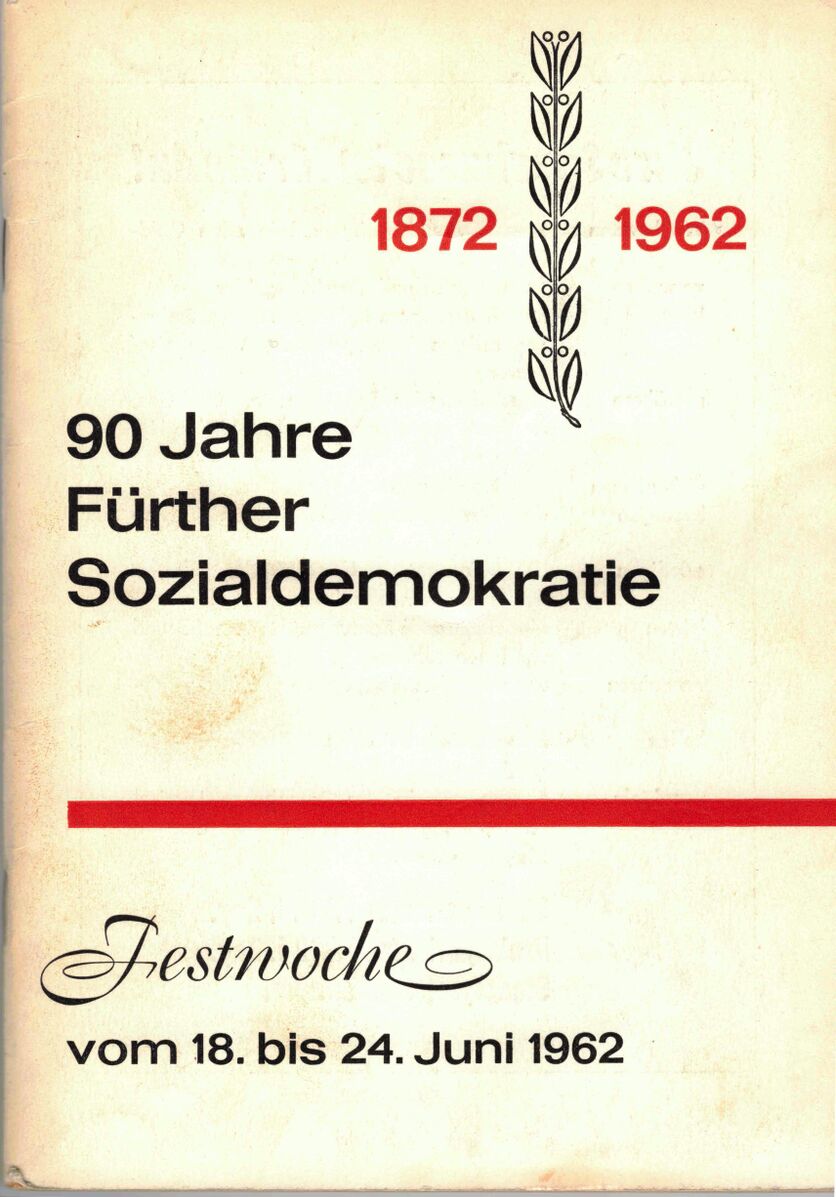 1872 1962
90 Jahre
Fürther
Sozialdemokratie
Festwoche
vom 18. bis 24. Juni 1962